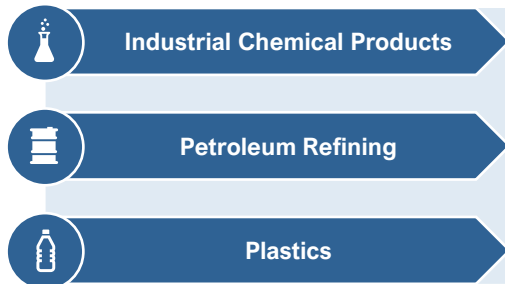 Industrial Chemical Products
Petroleum Refining
Plastics